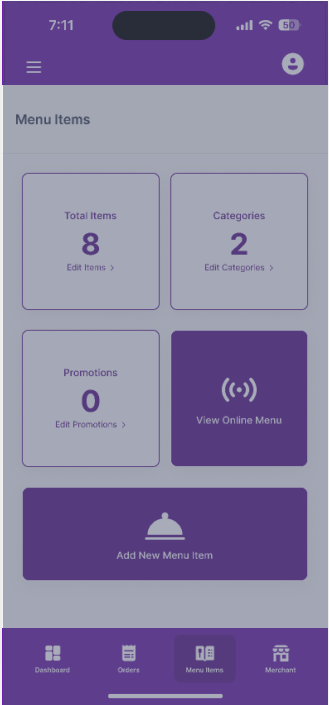 7:11
50
Menu Items
Total Items
8
Edit Items >
Categories
2
Edit Categories >
Promotions
0
Edit Promotions >
View Online Menu
Add New Menu Item
Dashboard
Orders
Menu Items
Merchant